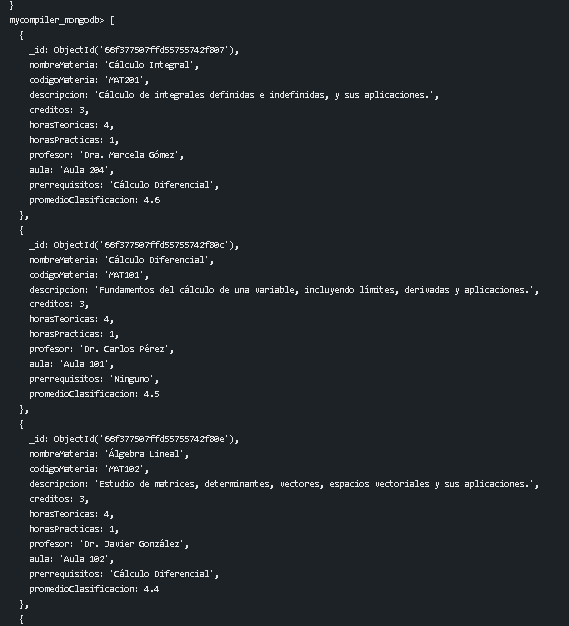 }
mycompiler_mongodb> [
  {
    _id: ObjectId('66f377507ffd55755742f807'),
    nombreMateria: 'Cálculo Integral',
    codigoMateria: 'MAT201',
    descripcion: 'Cálculo de integrales definidas e indefinidas, y sus aplicaciones.',
    creditos: 3,
    horasTeoricas: 4,
    horasPracticas: 1,
    profesor: 'Dra. Marcela Gómez',
    aula: 'Aula 204',
    prerrequisitos: 'Cálculo Diferencial',
    promedioClasificacion: 4.6
  },
  {
    _id: ObjectId('66f377507ffd55755742f80c'),
    nombreMateria: 'Cálculo Diferencial',
    codigoMateria: 'MAT101',
    descripcion: 'Fundamentos del cálculo de una variable, incluyendo límites, derivadas y aplicaciones.',
    creditos: 3,
    horasTeoricas: 4,
    horasPracticas: 1,
    profesor: 'Dr. Carlos Pérez',
    aula: 'Aula 101',
    prerrequisitos: 'Ninguno',
    promedioClasificacion: 4.5
  },
  {
    _id: ObjectId('66f377507ffd55755742f80e'),
    nombreMateria: 'Álgebra Lineal',
    codigoMateria: 'MAT102',
    descripcion: 'Estudio de matrices, determinantes, vectores, espacios vectoriales y sus aplicaciones.',
    creditos: 3,
    horasTeoricas: 4,
    horasPracticas: 1,
    profesor: 'Dr. Javier González',
    aula: 'Aula 102',
    prerrequisitos: 'Cálculo Diferencial',
    promedioClasificacion: 4.4
  },
  {